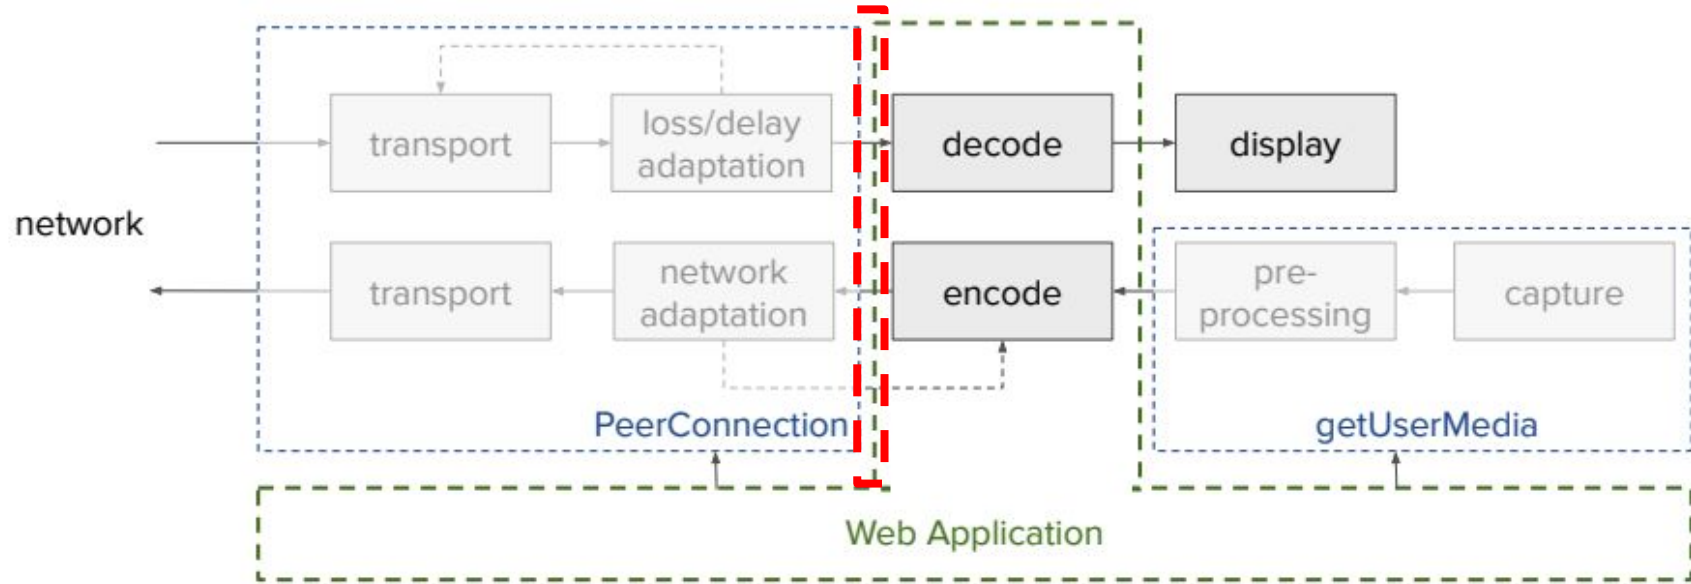 loss/delay
adaptation
transport
decode
display
network
transport
network
adaptation
encode
pre-
processing
capture
PeerConnection
getUserMedia
Web Application